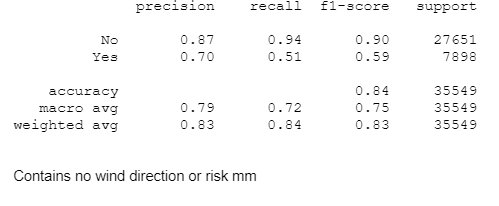 precision recall f1-score support
No 0.87 0.94 0.90 27651
Yes 0.70 0.51 0.59 7898
accuracy 0.84 35549
macro avg 0.79 0.72 0.75 35549
weighted avg 0.83 0.84 0.83 35549
Contains no wind direction or risk mm